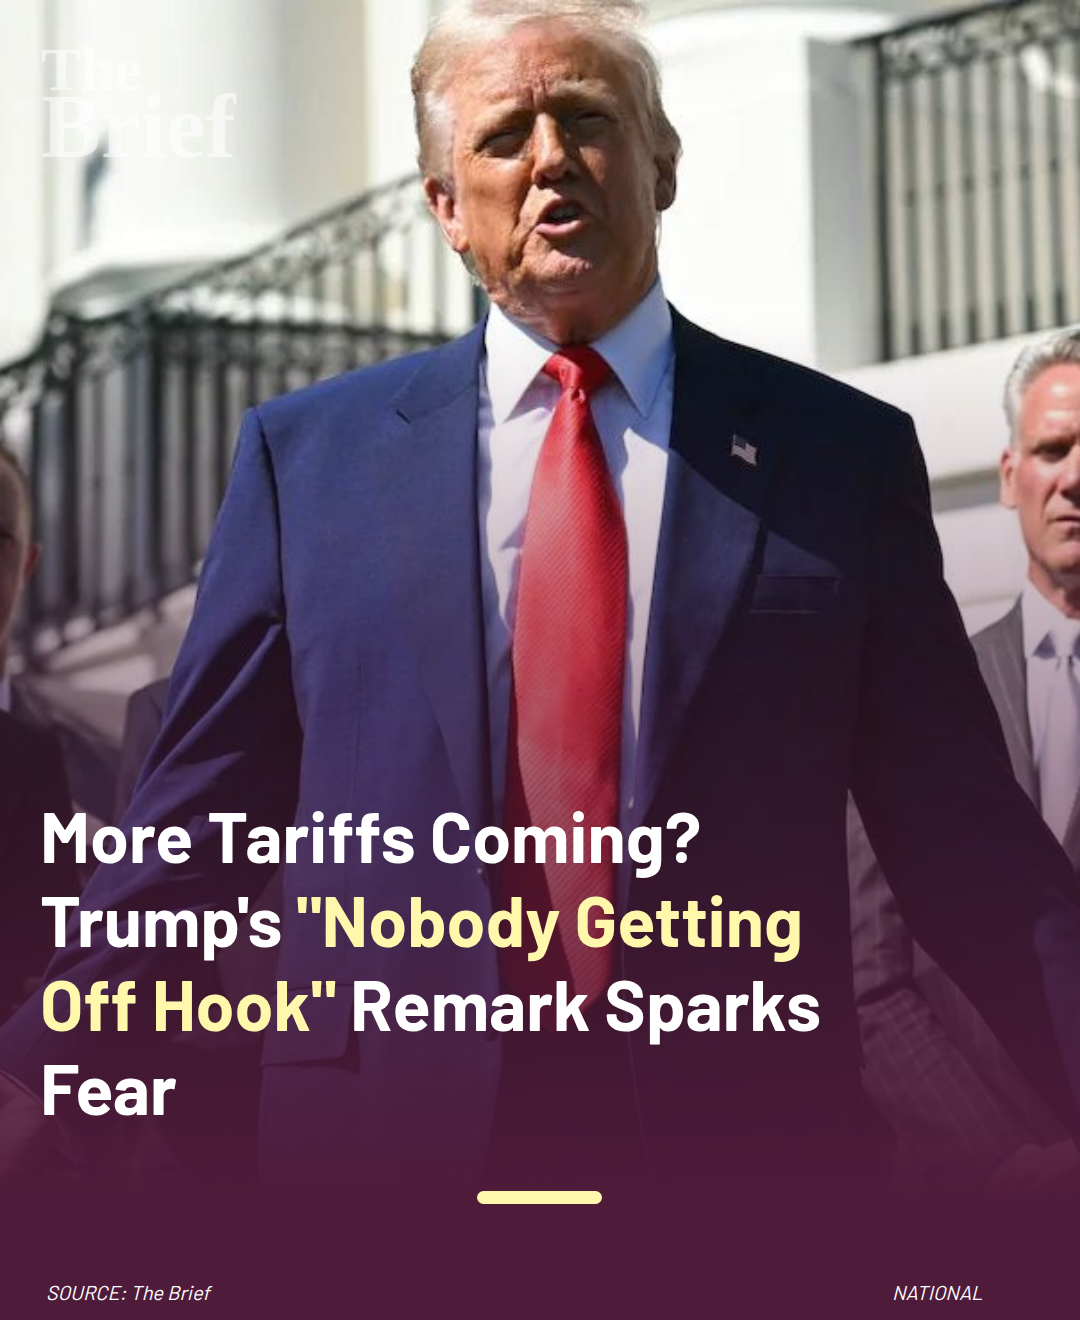 The
Brief
More Tariffs Coming?
Trump's "Nobody Getting
Off Hook" Remark Sparks
Fear
SOURCE: The Brief
NATIONAL